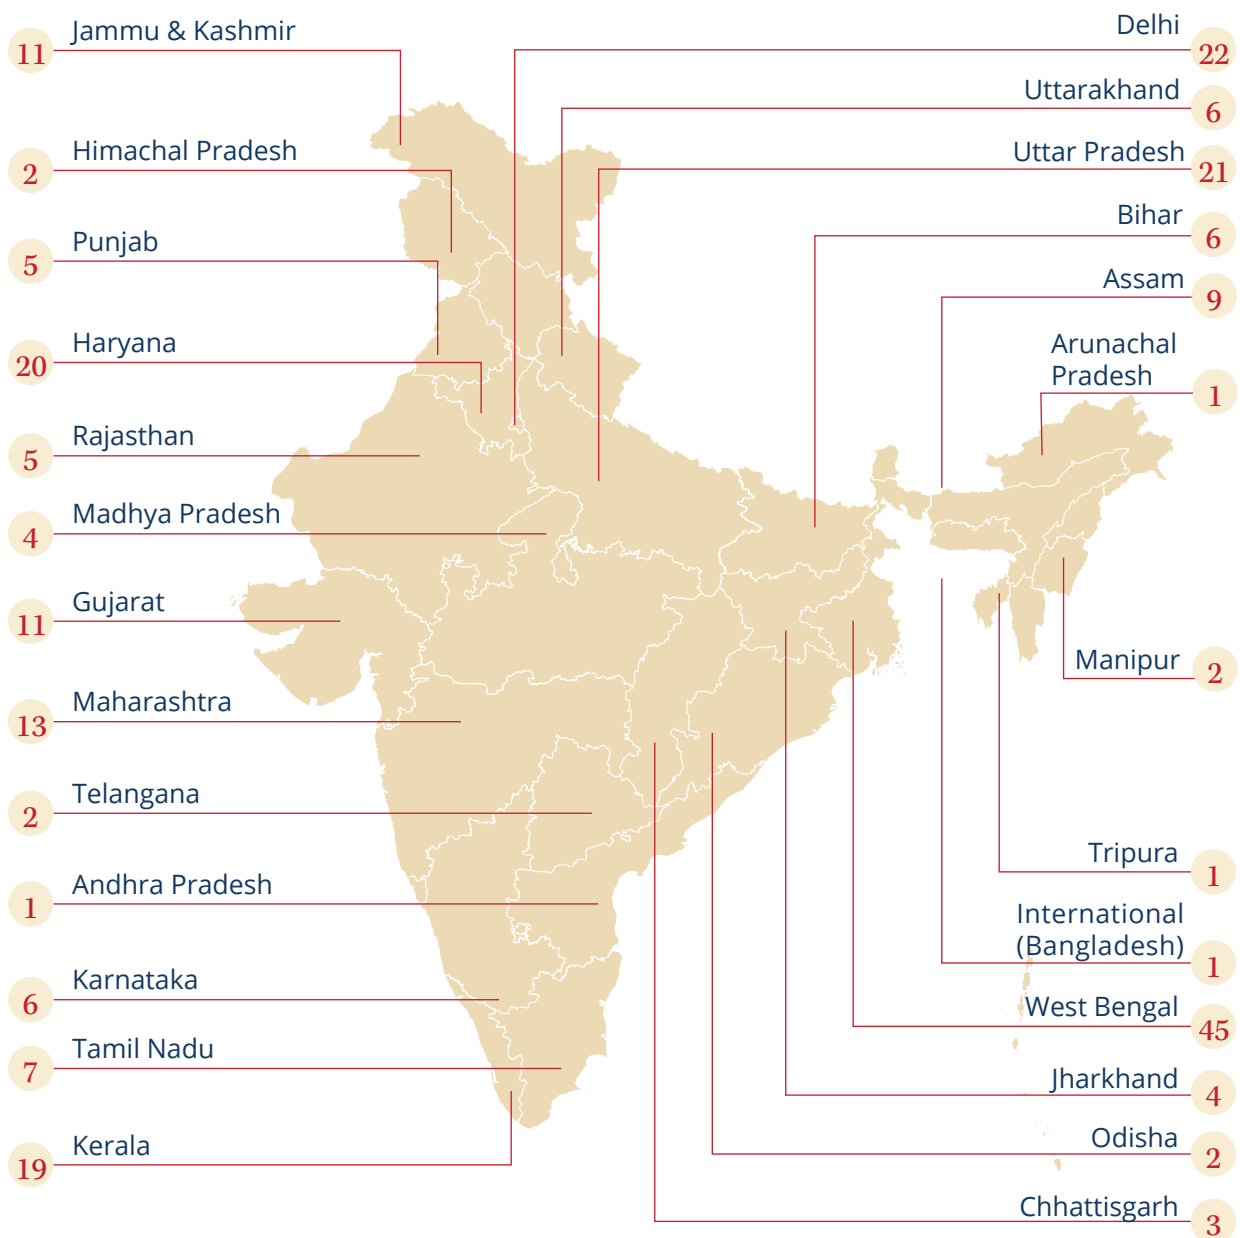 Jammu & Kashmir
11
Himachal Pradesh
2
Punjab
5
Haryana
20
Rajasthan
5
Madhya Pradesh
4
Gujarat
11
Maharashtra
13
Telangana
2
Andhra Pradesh
1
Karnataka
6
Tamil Nadu
7
Kerala
19
Delhi
22
Uttarakhand
6
Uttar Pradesh
21
Bihar
6
Assam
9
Arunachal
Pradesh
1
Manipur
2
Tripura
1
International
(Bangladesh)
1
West Bengal
45
Jharkhand
4
Odisha
2
Chhattisgarh
3